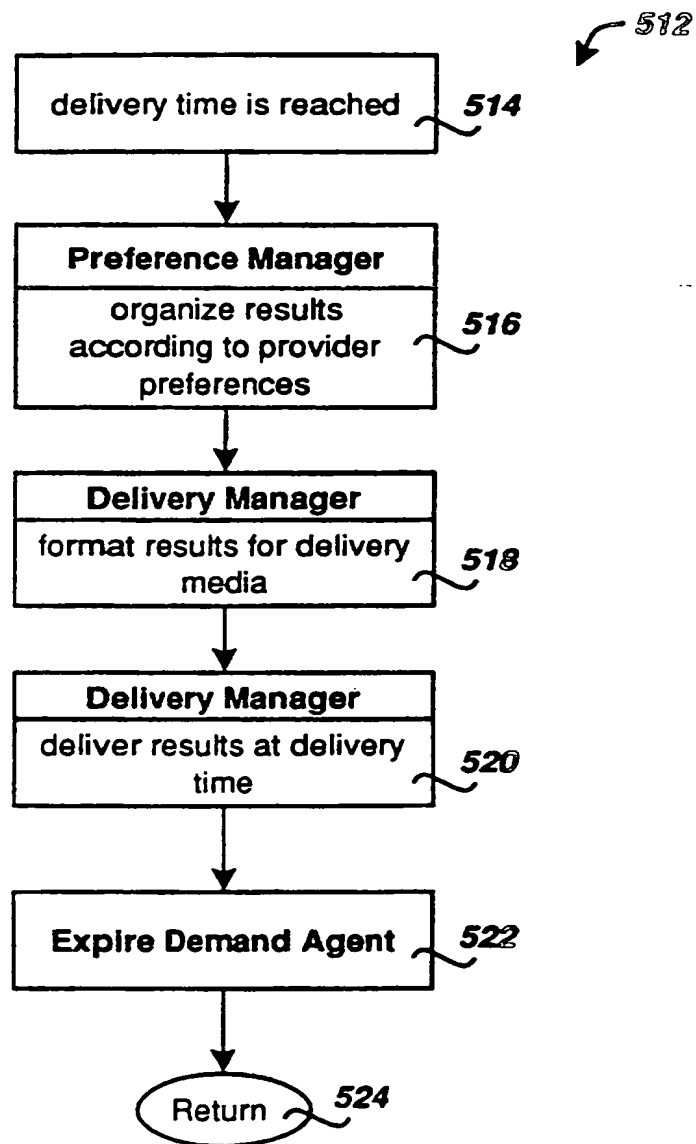 512
delivery time is reached
514
Preference Manager
organize results
according to provider
preferences
516
Delivery Manager
format results for delivery
media
518
Delivery Manager
deliver results at delivery
time
520
Expire Demand Agent
522
Return
524